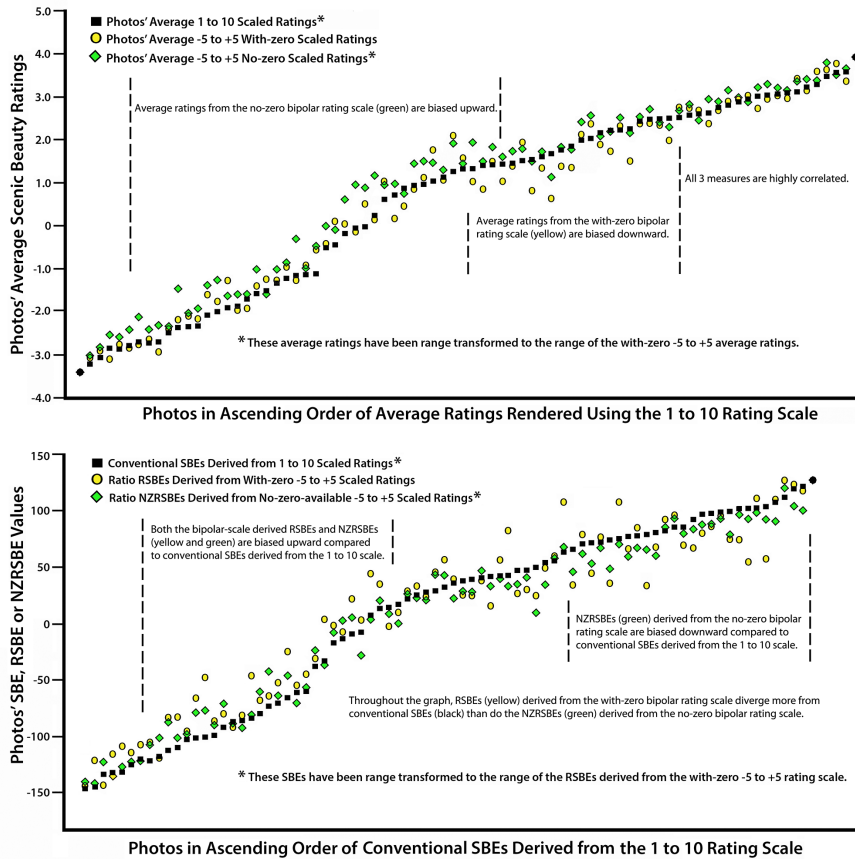 Photos' Average Scenic Beauty Ratings
5.0
4.0
3.0
2.0
1.0
0
-1.0
-2.0
-3.0
-4.0
Photos' Average 1 to 10 Scaled Ratings*
Photos' Average -5 to +5 With-zero Scaled Ratings
Photos' Average -5 to +5 No-zero Scaled Ratings*
Average ratings from the no-zero bipolar rating scale (green) are biased upward.
All 3 measures are highly correlated.
Average ratings from the with-zero bipolar
rating scale (yellow) are biased downward.
* These average ratings have been range transformed to the range of the with-zero -5 to +5 average ratings.
Photos in Ascending Order of Average Ratings Rendered Using the 1 to 10 Rating Scale
Photos' SBE, RSBE or NZRSBE Values
150
100
50
0
-50
-100
-150
Conventional SBEs Derived from 1 to 10 Scaled Ratings*
Ratio RSBEs Derived from With-zero -5 to +5 Scaled Ratings
Ratio NZRSBEs Derived from No-zero-available -5 to +5 Scaled Ratings*
Both the bipolar-scale derived RSBEs and NZRSBEs
(yellow and green) are biased upward compared
to conventional SBEs derived from the 1 to 10 scale.
NZRSBEs (green) derived from the no-zero bipolar
rating scale are biased downward compared to
conventional SBEs derived from the 1 to 10 scale.
Throughout the graph, RSBEs (yellow) derived from the with-zero bipolar rating scale diverge more from
conventional SBEs (black) than do the NZRSBEs (green) derived from the no-zero bipolar rating scale.
* These SBEs have been range transformed to the range of the RSBEs derived from the with-zero -5 to +5 rating scale.
Photos in Ascending Order of Conventional SBEs Derived from the 1 to 10 Rating Scale